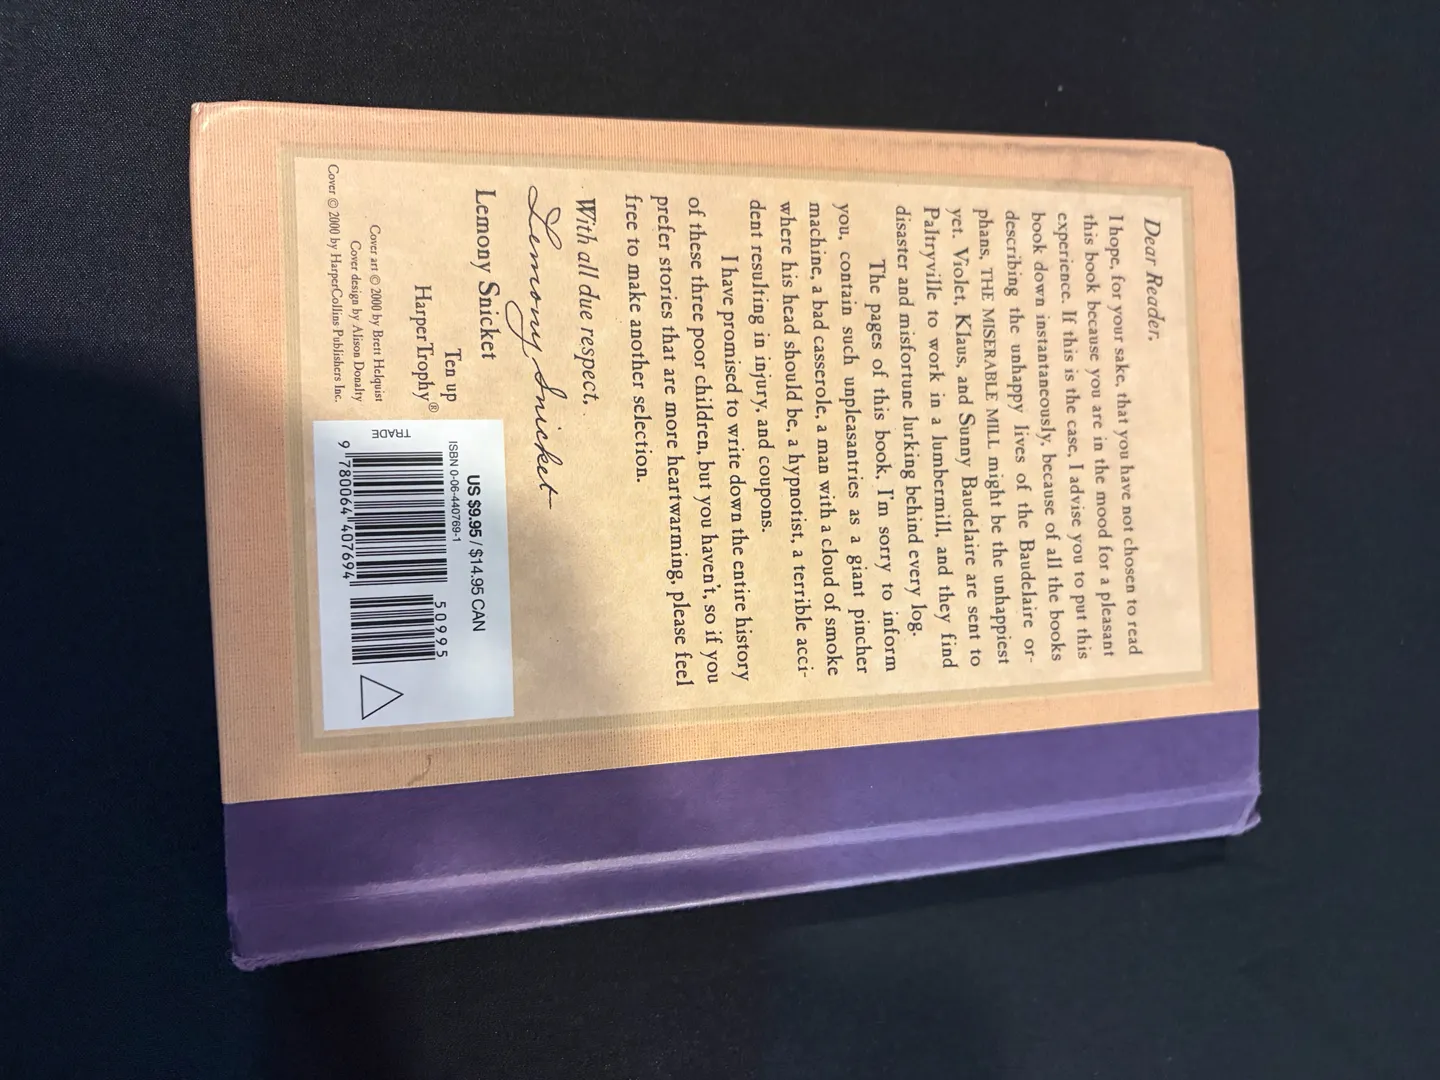 Dear Reader,
I hope, for your sake, that you have not chosen to read
this book because you are in the mood for a pleasant
experience. If this is the case, I advise you to put this
book down instantaneously, because of all the books
describing the unhappy lives of the Baudelaire or-
phans, THE MISERABLE MILL might be the unhappiest
yet. Violet, Klaus, and Sunny Baudelaire are sent to
Paltryville to work in a lumbermill, and they find
disaster and misfortune lurking behind every log.
The pages of this book, I'm sorry to inform
you, contain such unpleasantries as a giant pincher
machine, a bad casserole, a man with a cloud of smoke
where his head should be, a hypnotist, a terrible acci-
dent resulting in injury, and coupons.
I have promised to write down the entire history
of these three poor children, but you haven't, so if you
prefer stories that are more heartwarming, please feel
free to make another selection.
With all due respect,
Lemony Snicket
Lemony Snicket
Ten up
HarperTrophy®
Cover art © 2000 by Brett Helquist
Cover design by Alison Donalty
Cover © 2000 by HarperCollins Publishers Inc.
US $9.95 / $14.95 CAN
ISBN 0-06-440769-1
50995
TRADE
9 780064 407694